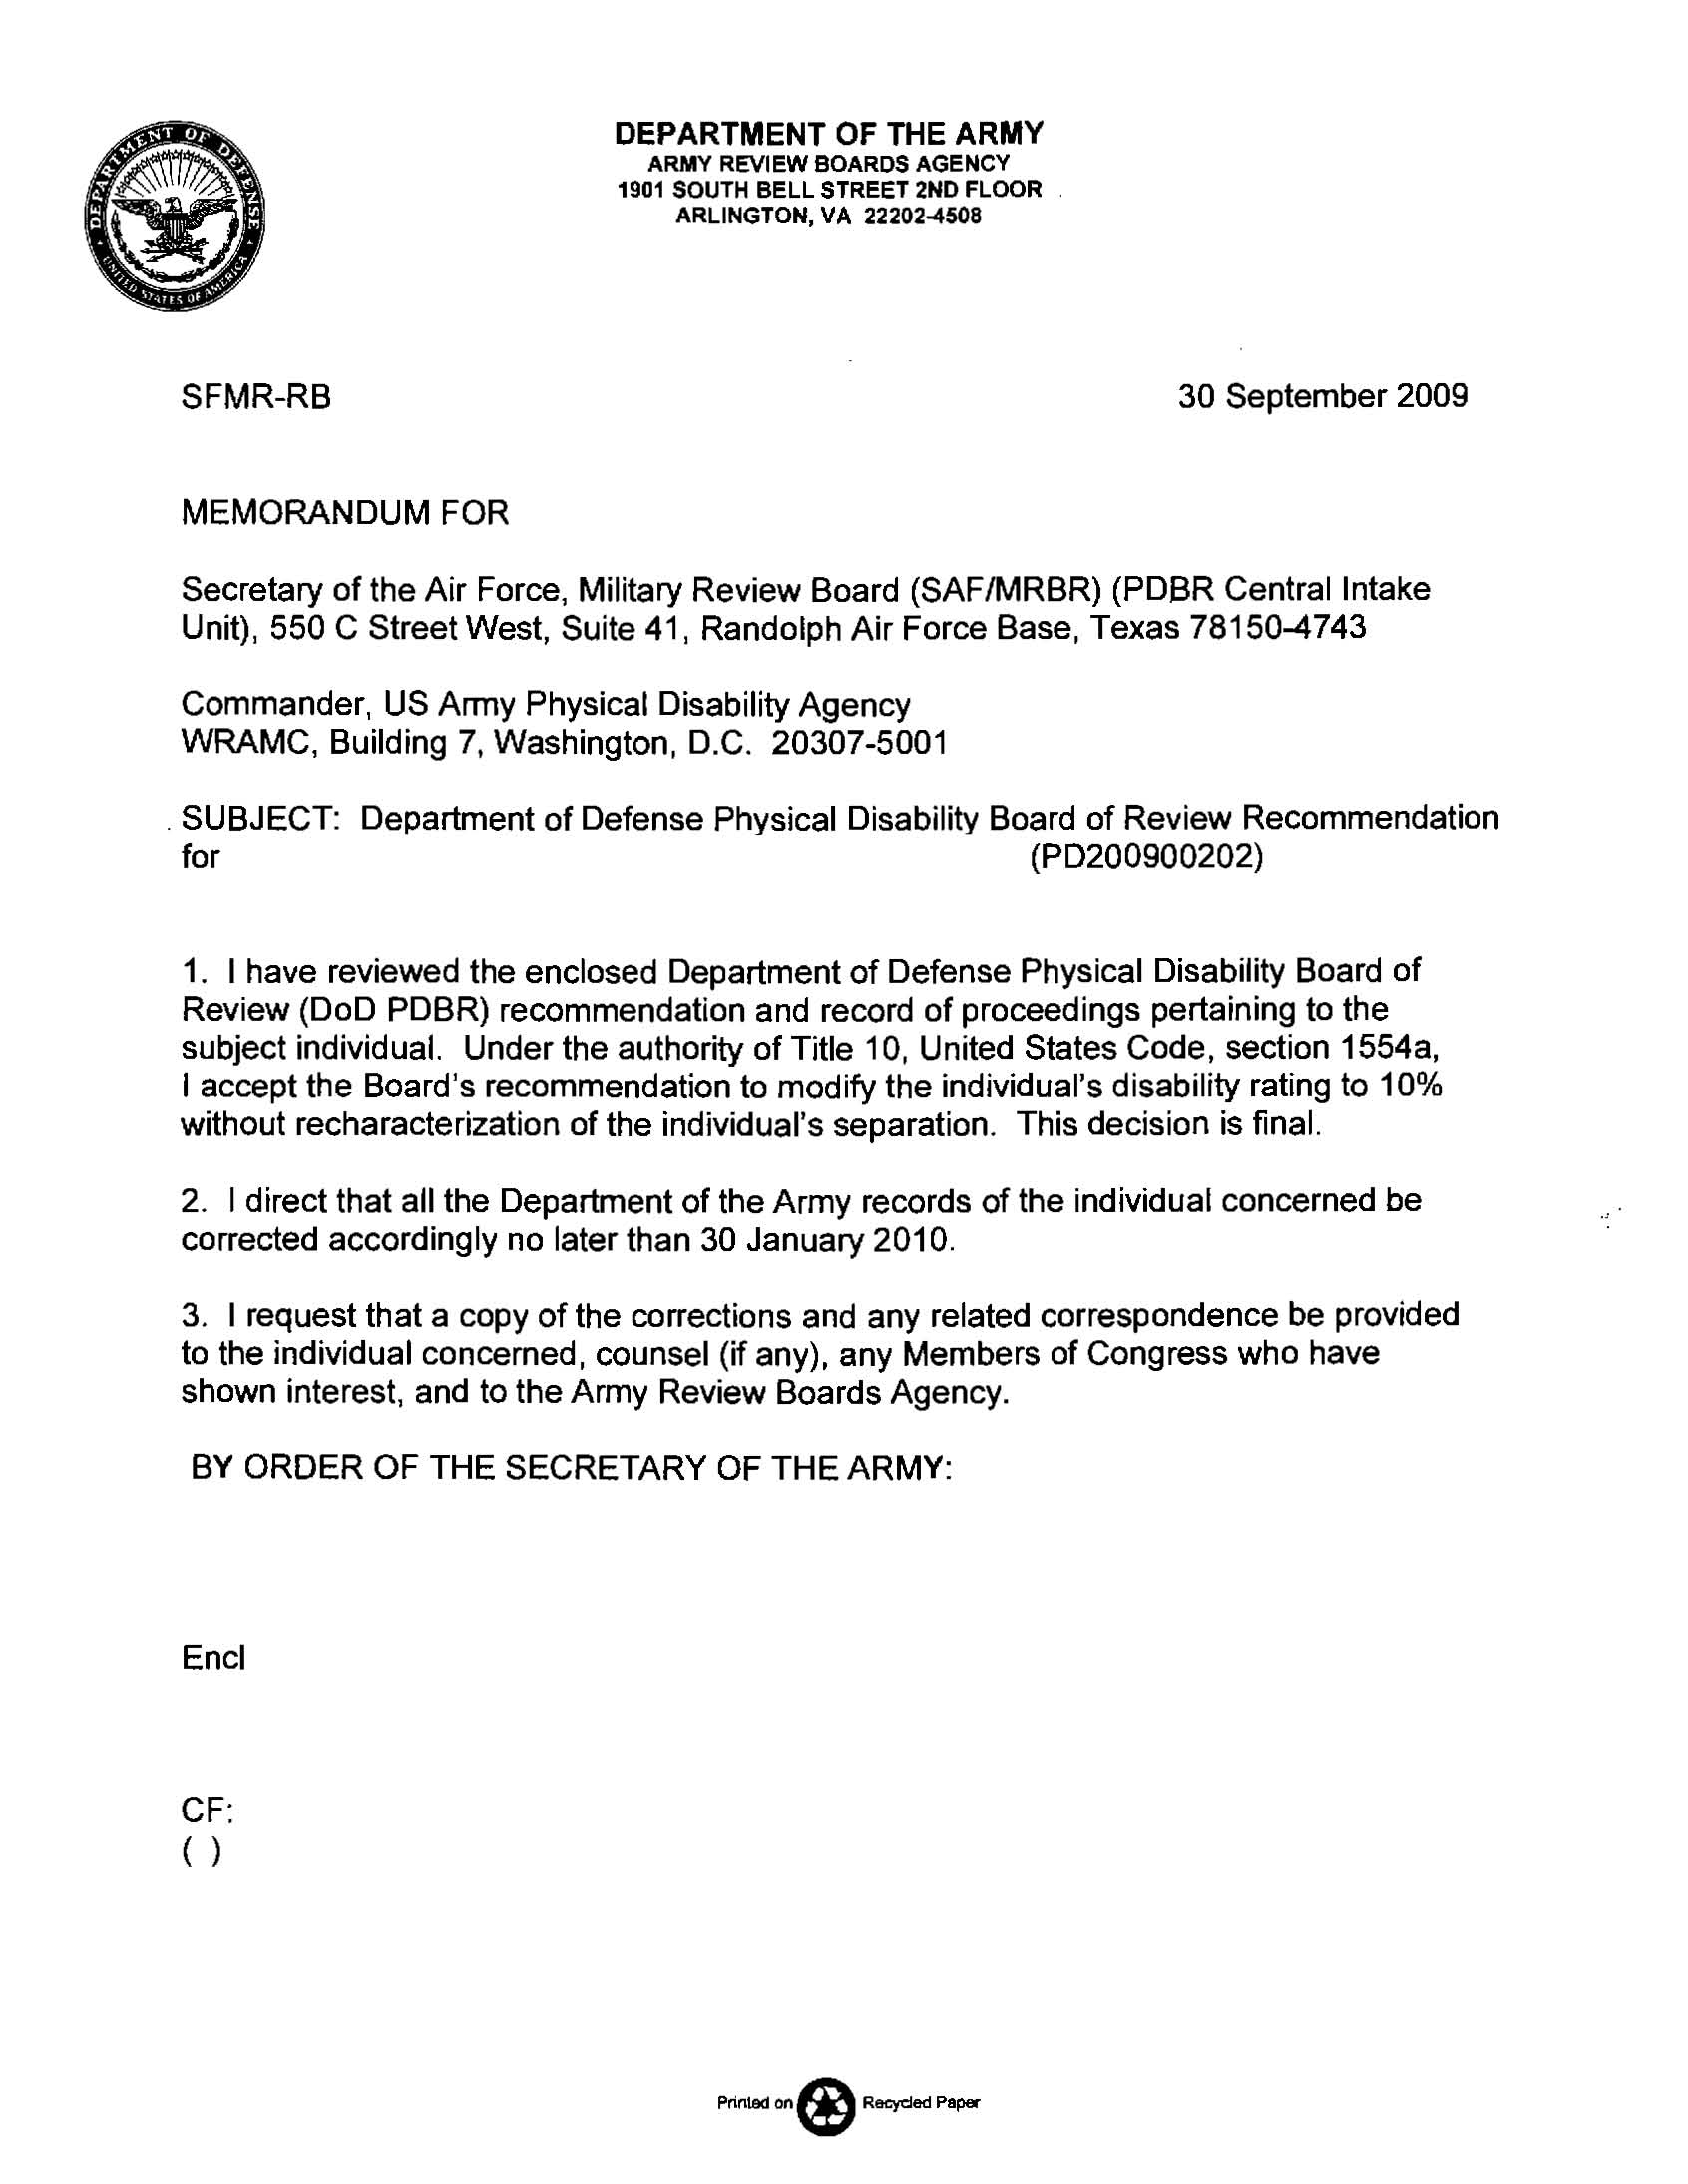 DEPARTMENT OF DEFENSE
UNITED STATES OF AMERICA
DEPARTMENT OF THE ARMY
ARMY REVIEW BOARDS AGENCY
1901 SOUTH BELL STREET 2ND FLOOR
ARLINGTON, VA 22202-4508
SFMR-RB 30 September 2009
MEMORANDUM FOR
Secretary of the Air Force, Military Review Board (SAF/MRBR) (PDBR Central Intake
Unit), 550 C Street West, Suite 41, Randolph Air Force Base, Texas 78150-4743
Commander, US Army Physical Disability Agency
WRAMC, Building 7, Washington, D.C. 20307-5001
SUBJECT: Department of Defense Physical Disability Board of Review Recommendation
for (PD200900202)
1. I have reviewed the enclosed Department of Defense Physical Disability Board of
Review (DoD PDBR) recommendation and record of proceedings pertaining to the
subject individual. Under the authority of Title 10, United States Code, section 1554a,
I accept the Board's recommendation to modify the individual's disability rating to 10%
without recharacterization of the individual's separation. This decision is final.
2. I direct that all the Department of the Army records of the individual concerned be
corrected accordingly no later than 30 January 2010.
3. I request that a copy of the corrections and any related correspondence be provided
to the individual concerned, counsel (if any), any Members of Congress who have
shown interest, and to the Army Review Boards Agency.
BY ORDER OF THE SECRETARY OF THE ARMY:
Encl
CF:
( )
Printed on Recycled Paper